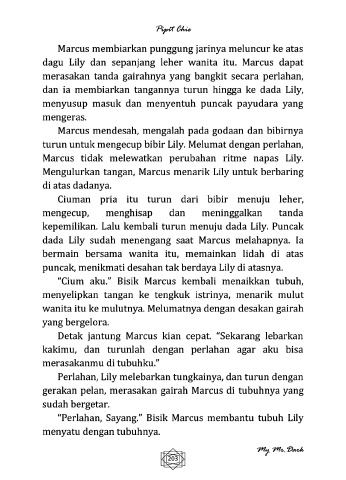 Pipit Chie
Marcus membiarkan punggung jarinya meluncur ke atas
dagu Lily dan sepanjang leher wanita itu. Marcus dapat
merasakan tanda gairahnya yang bangkit secara perlahan,
dan ia membiarkan tangannya turun hingga ke dada Lily,
menyusup masuk dan menyentuh puncak payudara yang
mengeras.
Marcus mendesah, mengalah pada godaan dan bibirnya
turun untuk mengecup bibir Lily. Melumat dengan perlahan,
Marcus tidak melewatkan perubahan ritme napas Lily.
Mengulurkan tangan, Marcus menarik Lily untuk berbaring
di atas dadanya.
Ciuman pria itu turun dari bibir menuju leher,
mengecup, menghisap dan meninggalkan tanda
kepemilikan. Lalu kembali turun menuju dada Lily. Puncak
dada Lily sudah menengang saat Marcus melahapnya. Ia
bermain bersama wanita itu, memainkan lidah di atas
puncak, menikmati desahan tak berdaya Lily di atasnya.
"Cium aku." Bisik Marcus kembali menaikkan tubuh,
menyelipkan tangan ke tengkuk istrinya, menarik mulut
wanita itu ke mulutnya. Melumatnya dengan desakan gairah
yang bergelora.
Detak jantung Marcus kian cepat. "Sekarang lebarkan
kakimu, dan turunlah dengan perlahan agar aku bisa
merasakanmu di tubuhku."
Perlahan, Lily melebarkan tungkainya, dan turun dengan
gerakan pelan, merasakan gairah Marcus di tubuhnya yang
sudah bergetar.
"Perlahan, Sayang." Bisik Marcus membantu tubuh Lily
menyatu dengan tubuhnya.
My Mr. Dark
203